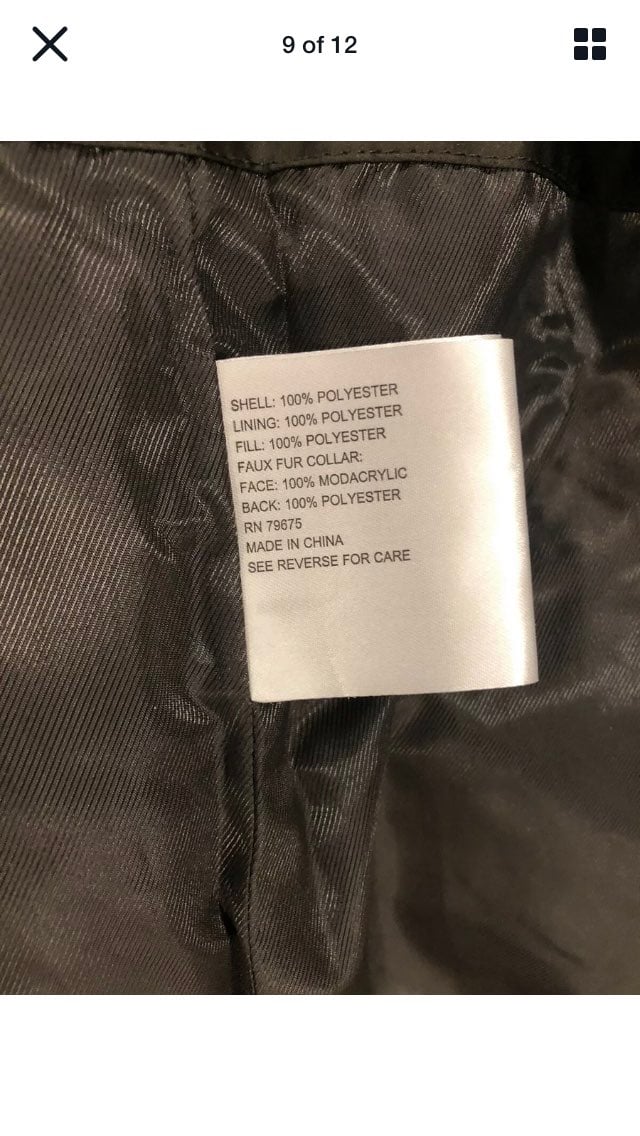 9 of 12
SHELL: 100% POLYESTER
LINING: 100% POLYESTER
FILL: 100% POLYESTER
FAUX FUR COLLAR:
FACE: 100% MODACRYLIC
BACK: 100% POLYESTER
RN 79675
MADE IN CHINA
SEE REVERSE FOR CARE